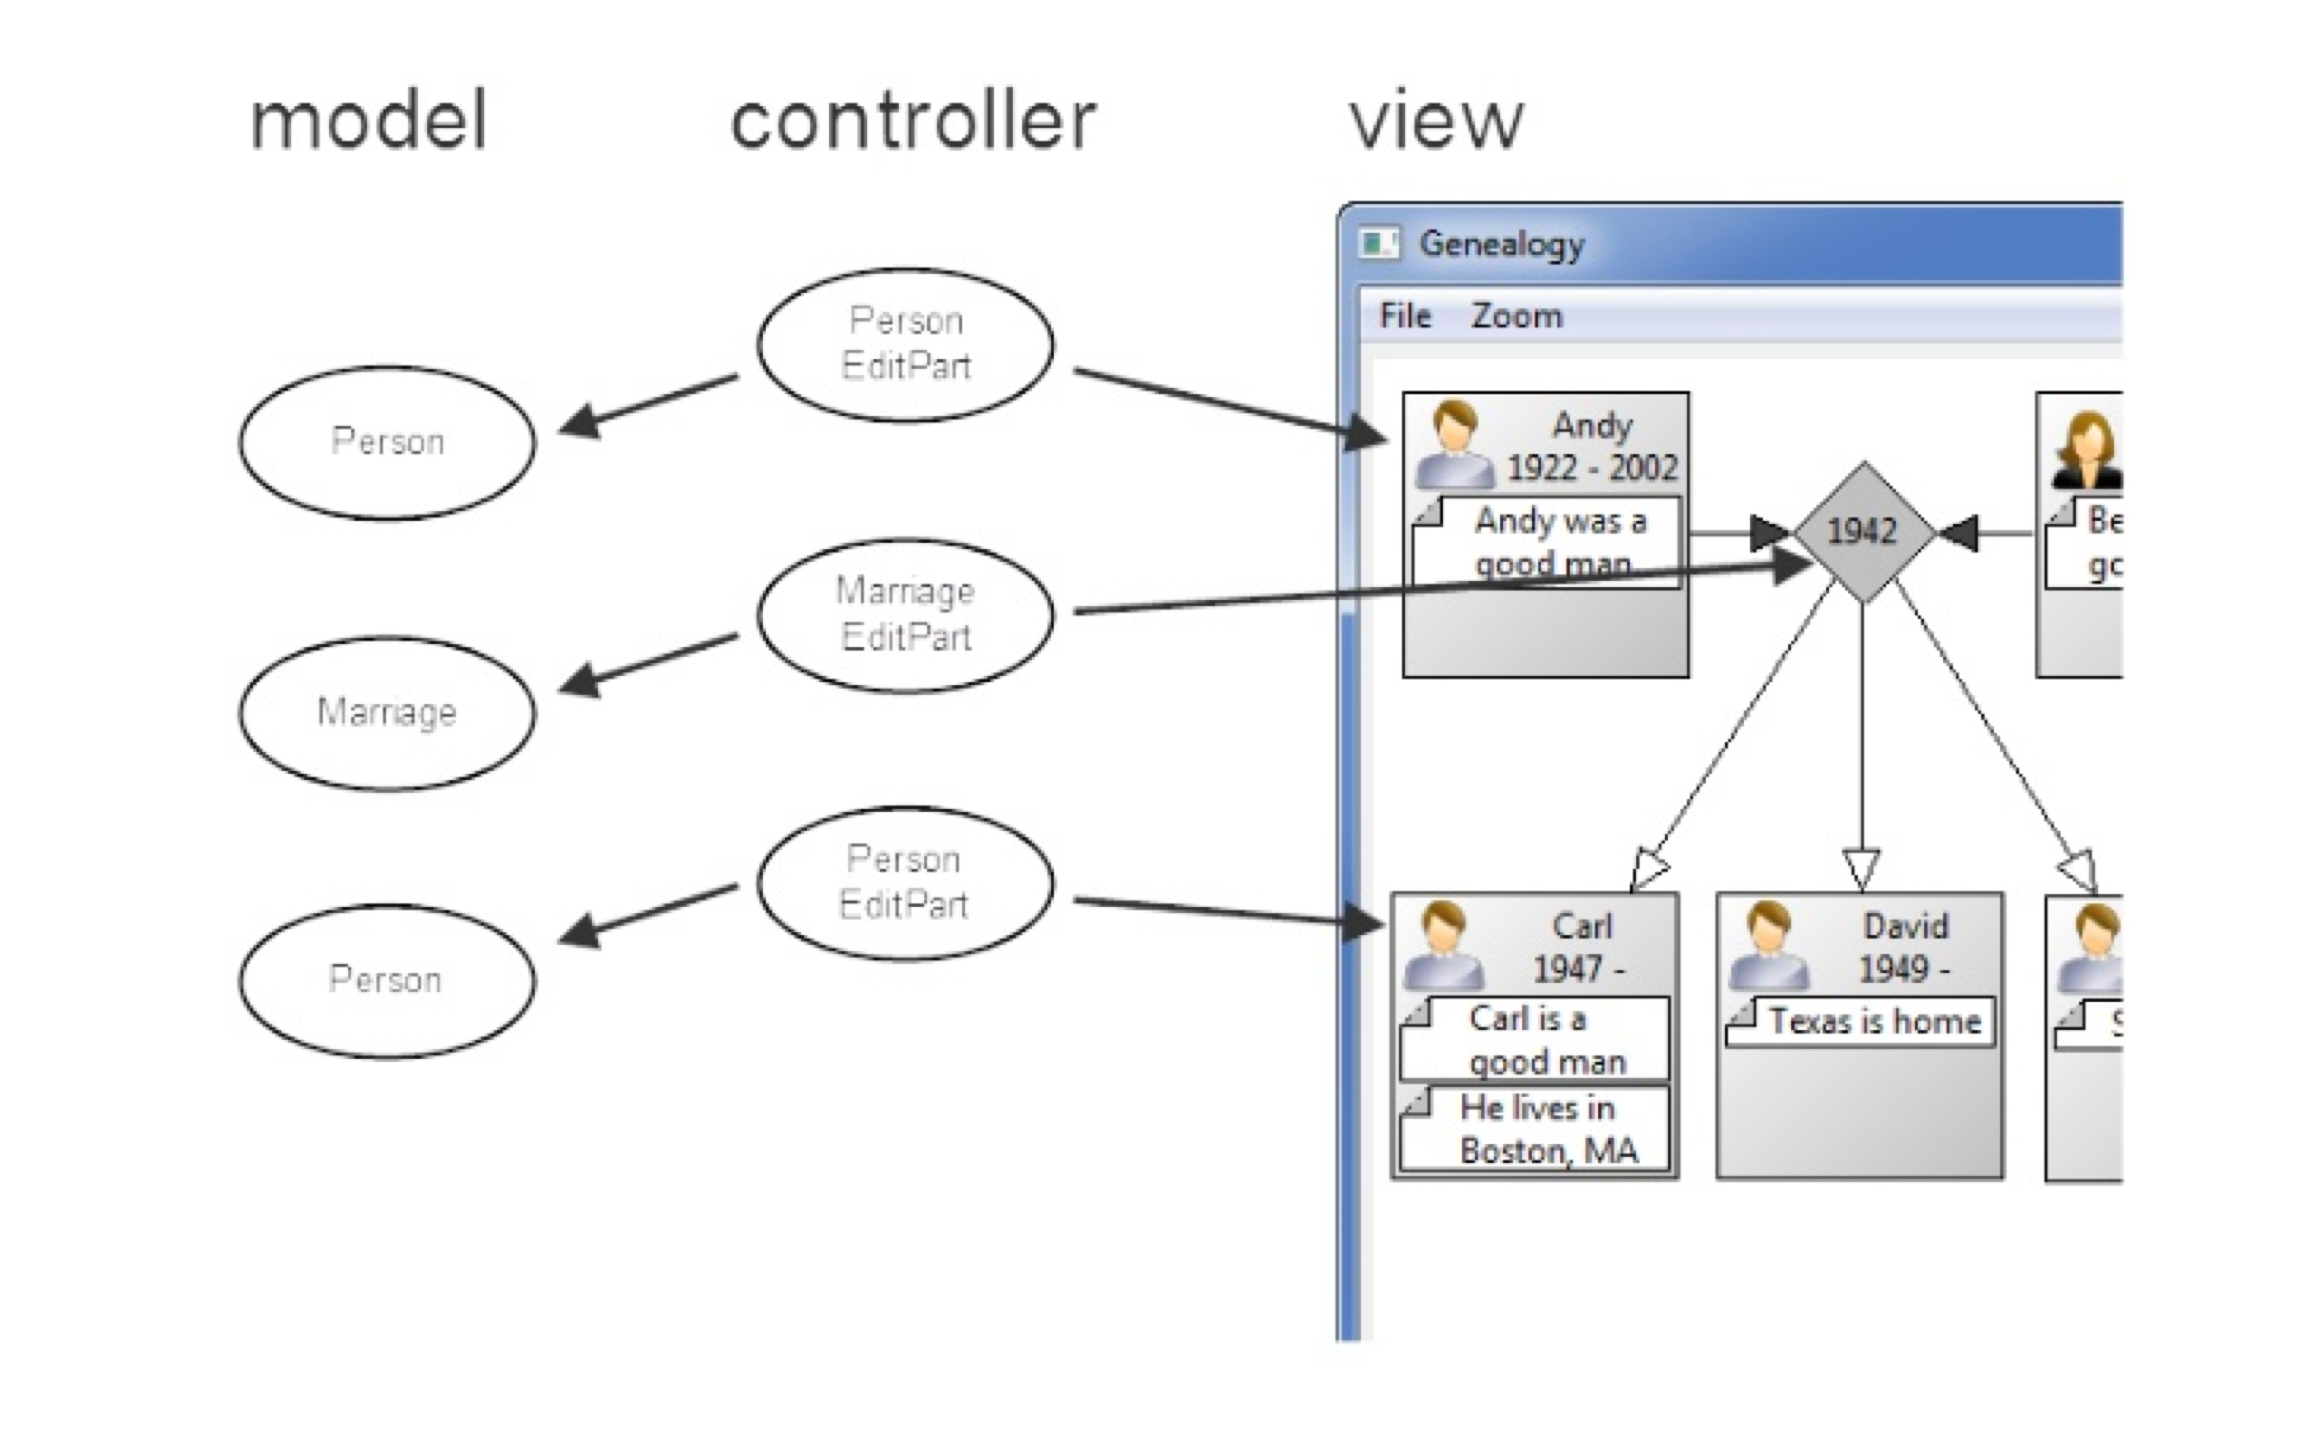 model controller view
Genealogy
File Zoom
Person
EditPart
Person
Andy
1922 - 2002
Andy was a
good man
1942
Marriage
EditPart
Marriage
Person
EditPart
Person
Carl
1947 -
Carl is a
good man
He lives in
Boston, MA
David
1949 -
Texas is home